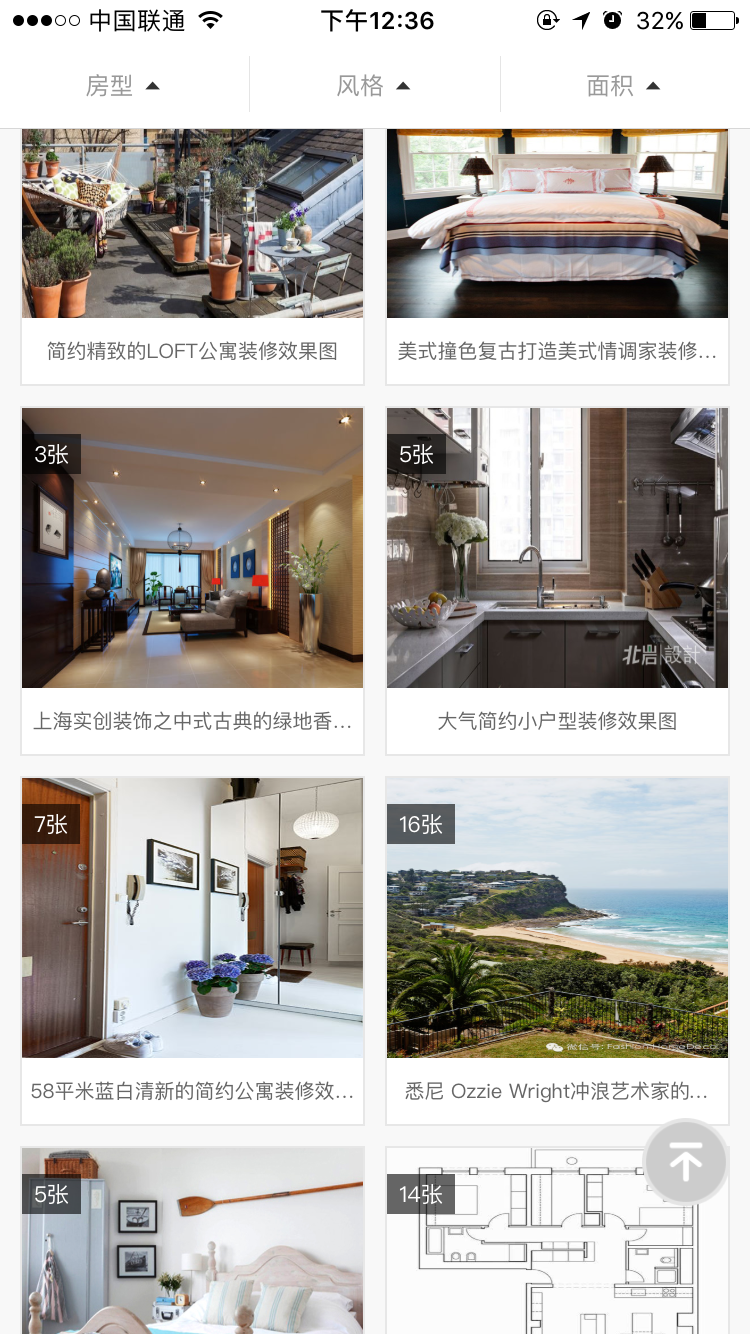 中国联通
下午12:36
32%
房型
风格
面积
简约精致的LOFT公寓装修效果图
美式撞色复古打造美式情调家装修...
3张
5张
北岩設計
上海实创装饰之中式古典的绿地香...
大气简约小户型装修效果图
7张
16张
微信号: FashionHomeDeco
58平米蓝白清新的简约公寓装修效...
悉尼 Ozzie Wright冲浪艺术家的...
5张
14张